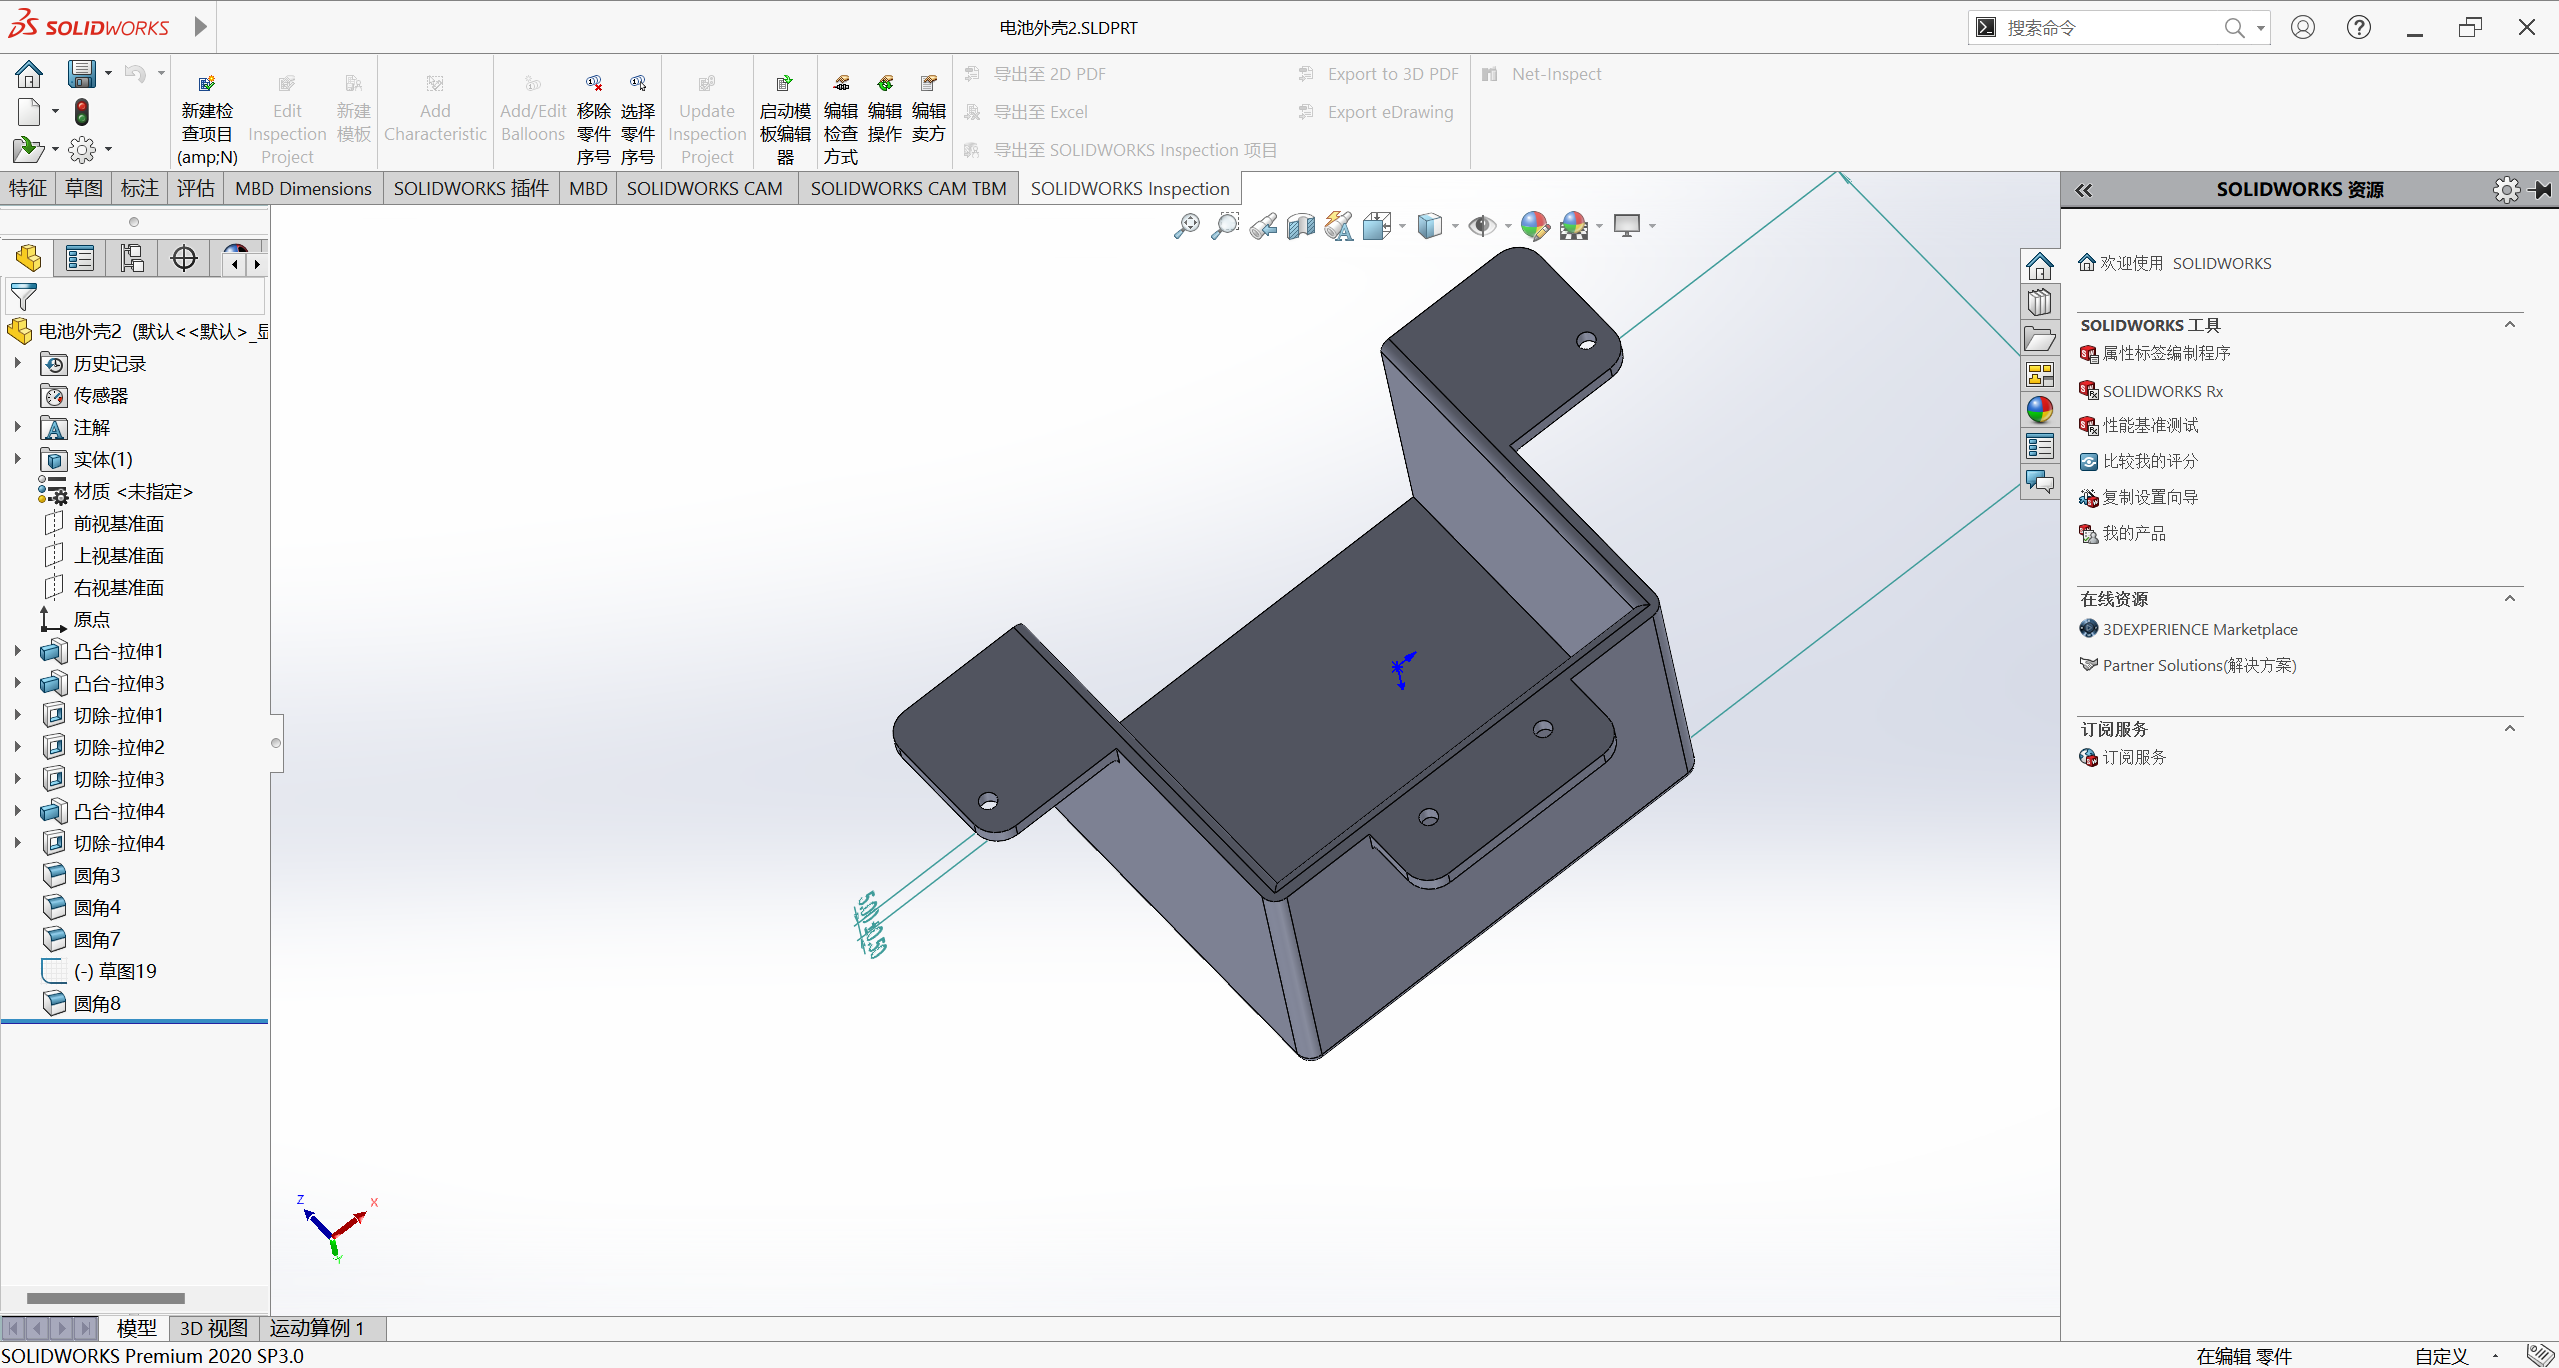 SOLIDWORKS
电池外壳2.SLDPRT
搜索命令
新建检
查项目
(amp;N)
Edit
Inspection
Project
新建
模板
Add
Characteristic
Add/Edit
Balloons
移除
零件
序号
选择
零件
序号
Update
Inspection
Project
启动模
板编辑
器
编辑
检查
方式
编辑
操作
编辑
卖方
导出至 2D PDF
导出至 Excel
导出至 SOLIDWORKS Inspection 项目
Export to 3D PDF
Export eDrawing
Net-Inspect
特征 草图 标注 评估 MBD Dimensions SOLIDWORKS 插件 MBD SOLIDWORKS CAM SOLIDWORKS CAM TBM SOLIDWORKS Inspection
电池外壳2 (默认<<默认>_显
历史记录
传感器
注解
实体(1)
材质 <未指定>
前视基准面
上视基准面
右视基准面
原点
凸台-拉伸1
凸台-拉伸3
切除-拉伸1
切除-拉伸2
切除-拉伸3
凸台-拉伸4
切除-拉伸4
圆角3
圆角4
圆角7
(-) 草图19
圆角8
Z
X
Y
SOLIDWORKS 资源
欢迎使用 SOLIDWORKS
SOLIDWORKS 工具
属性标签编制程序
SOLIDWORKS Rx
性能基准测试
比较我的评分
复制设置向导
我的产品
在线资源
3DEXPERIENCE Marketplace
Partner Solutions(解决方案)
订阅服务
订阅服务
模型 3D 视图 运动算例 1
SOLIDWORKS Premium 2020 SP3.0
在编辑 零件
自定义